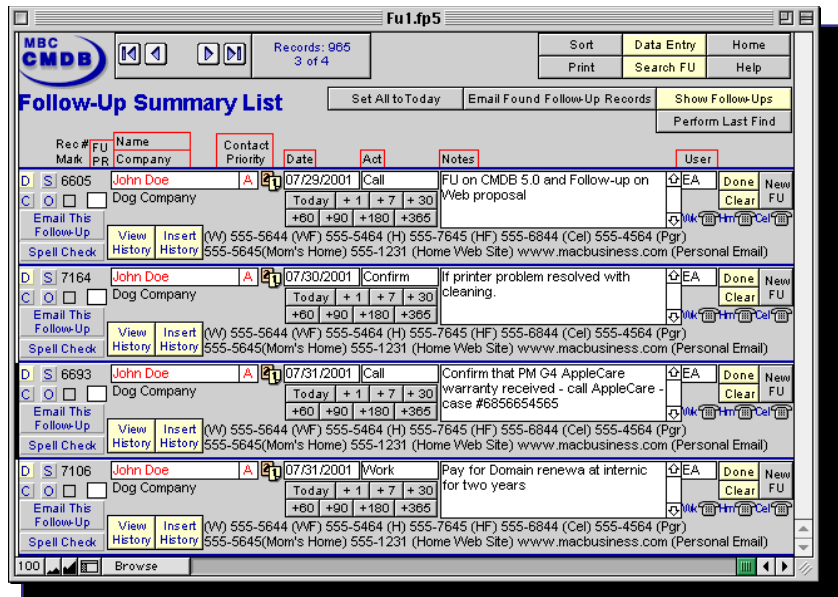 Fu1.fp5
MBC
CMDB
Records: 965
3 of 4
Sort Data Entry Home
Print Search FU Help
Follow-Up Summary List
Set All to Today Email Found Follow-Up Records Show Follow-Ups
Perform Last Find
Rec # FU Name Contact
Mark PR Company Priority Date Act Notes User
D S 6605 John Doe A 07/29/2001 Call FU on CMDB 5.0 and Follow-up on EA Done New
C O Dog Company Today +1 +7 +30 Web proposal Clear FU
Email This +60 +90 +180 +365 Wk Hm Cel
Follow-Up View Insert (W) 555-5644 (WF) 555-5464 (H) 555-7645 (HF) 555-6844 (Cel) 555-4564 (Pgr)
Spell Check History History 555-5645(Mom's Home) 555-1231 (Home Web Site) www.macbusiness.com (Personal Email)
D S 7164 John Doe A 07/30/2001 Confirm If printer problem resolved with EA Done New
C O Dog Company Today +1 +7 +30 cleaning. Clear FU
Email This +60 +90 +180 +365 Wk Hm Cel
Follow-Up View Insert (W) 555-5644 (WF) 555-5464 (H) 555-7645 (HF) 555-6844 (Cel) 555-4564 (Pgr)
Spell Check History History 555-5645(Mom's Home) 555-1231 (Home Web Site) www.macbusiness.com (Personal Email)
D S 6693 John Doe A 07/31/2001 Call Confirm that PM G4 AppleCare EA Done New
C O Dog Company Today +1 +7 +30 warranty received - call AppleCare - Clear FU
Email This +60 +90 +180 +365 case #6856654565 Wk Hm Cel
Follow-Up View Insert (W) 555-5644 (WF) 555-5464 (H) 555-7645 (HF) 555-6844 (Cel) 555-4564 (Pgr)
Spell Check History History 555-5645(Mom's Home) 555-1231 (Home Web Site) www.macbusiness.com (Personal Email)
D S 7106 John Doe A 07/31/2001 Work Pay for Domain renewa at internic EA Done New
C O Dog Company Today +1 +7 +30 for two years Clear FU
Email This +60 +90 +180 +365 Wk Hm Cel
Follow-Up View Insert (W) 555-5644 (WF) 555-5464 (H) 555-7645 (HF) 555-6844 (Cel) 555-4564 (Pgr)
Spell Check History History 555-5645(Mom's Home) 555-1231 (Home Web Site) www.macbusiness.com (Personal Email)
100 Browse